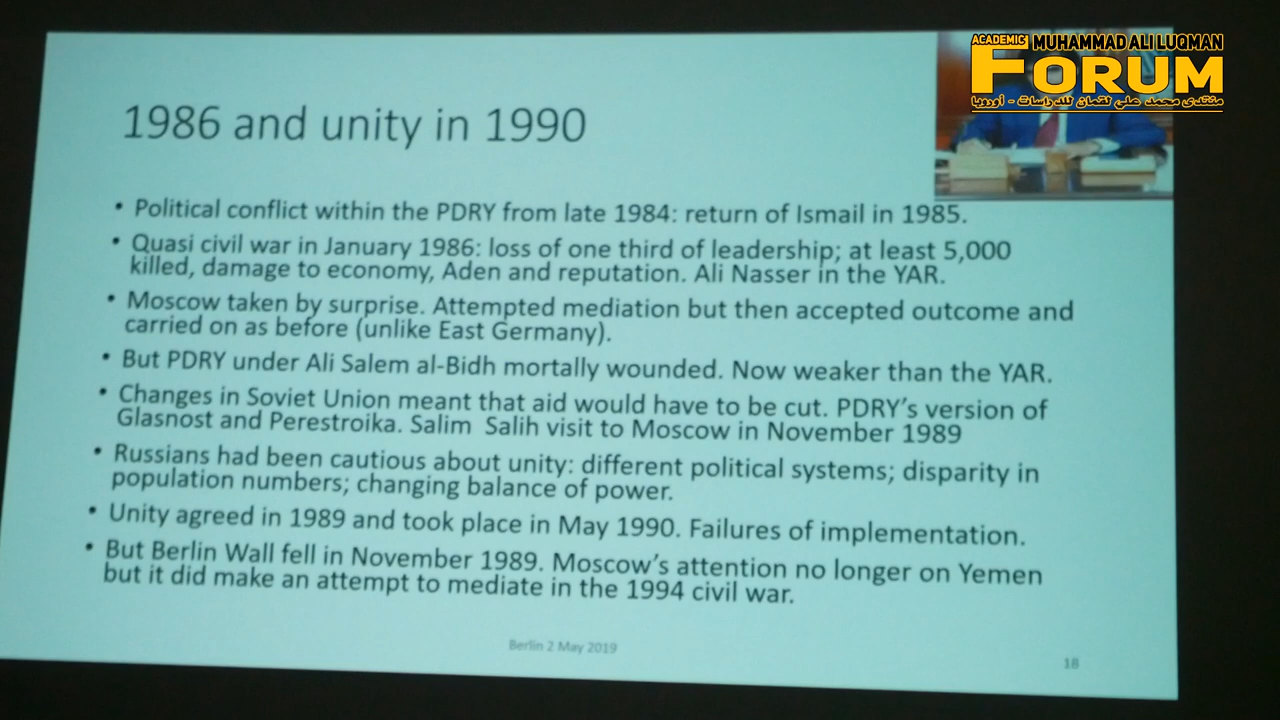 ACADEMIC MUHAMMAD ALI LUQMAN
FORUM
منتدى محمد علي لقمان للدراسات - أوروبا
1986 and unity in 1990
• Political conflict within the PDRY from late 1984: return of Ismail in 1985.
• Quasi civil war in January 1986: loss of one third of leadership; at least 5,000
killed, damage to economy, Aden and reputation. Ali Nasser in the YAR.
• Moscow taken by surprise. Attempted mediation but then accepted outcome and
carried on as before (unlike East Germany).
• But PDRY under Ali Salem al-Bidh mortally wounded. Now weaker than the YAR.
• Changes in Soviet Union meant that aid would have to be cut. PDRY’s version of
Glasnost and Perestroika. Salim Salih visit to Moscow in November 1989
• Russians had been cautious about unity: different political systems; disparity in
population numbers; changing balance of power.
• Unity agreed in 1989 and took place in May 1990. Failures of implementation.
• But Berlin Wall fell in November 1989. Moscow’s attention no longer on Yemen
but it did make an attempt to mediate in the 1994 civil war.
Berlin 2 May 2019
18